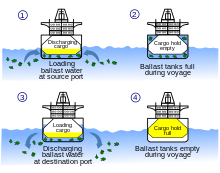 1
Discharging
cargo
Loading
ballast water
at source port
2
Cargo hold
empty
Ballast tanks full
during voyage
3
Loading
cargo
Discharging
ballast water
at destination port
4
Cargo hold
full
Ballast tanks empty
during voyage